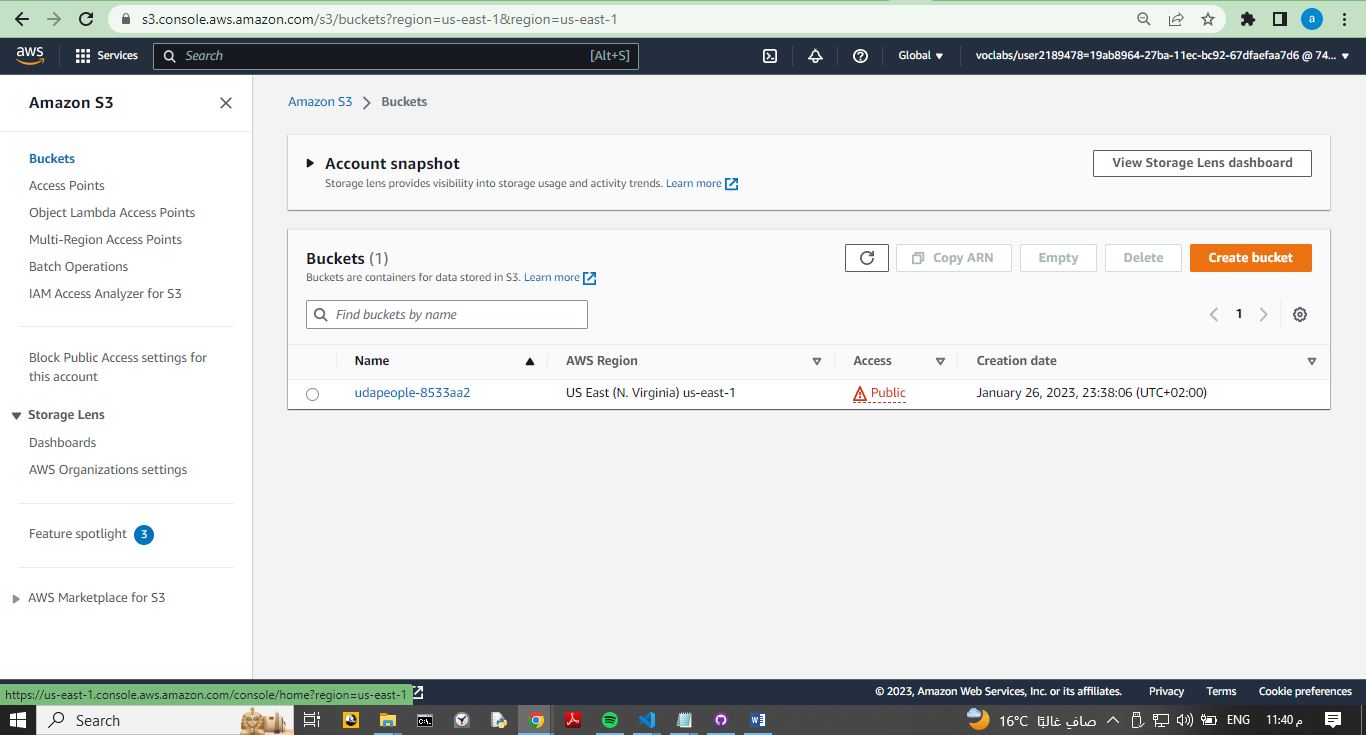 s3.console.aws.amazon.com/s3/buckets?region=us-east-1&region=us-east-1
a
aws
Services
Search
[Alt+S]
Global
voclabs/user2189478=19ab8964-27ba-11ec-bc92-67dfaefaa7d6 @ 74...
Amazon S3
Buckets
Access Points
Object Lambda Access Points
Multi-Region Access Points
Batch Operations
IAM Access Analyzer for S3
Block Public Access settings for
this account
Storage Lens
Dashboards
AWS Organizations settings
Feature spotlight 3
AWS Marketplace for S3
Amazon S3 > Buckets
Account snapshot
Storage lens provides visibility into storage usage and activity trends. Learn more
View Storage Lens dashboard
Buckets (1)
Buckets are containers for data stored in S3. Learn more
Copy ARN
Empty
Delete
Create bucket
Find buckets by name
1
Name AWS Region Access Creation date
udapeople-8533aa2 US East (N. Virginia) us-east-1 Public January 26, 2023, 23:38:06 (UTC+02:00)
https://us-east-1.console.aws.amazon.com/console/home?region=us-east-1
© 2023, Amazon Web Services, Inc. or its affiliates. Privacy Terms Cookie preferences
Search
16°C صافٍ غالبًا
ENG
11:40 م